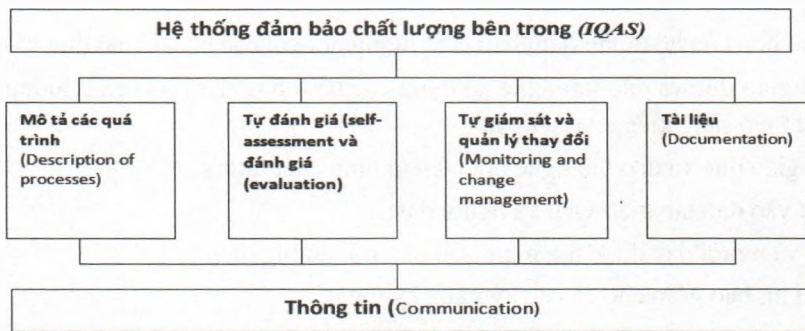 Hệ thống đảm bảo chất lượng bên trong (IQAS)
Mô tả các quá
trình
(Description of
processes)
Tự đánh giá (self-
assessment và
đánh giá
(evaluation)
Tự giám sát và
quản lý thay đổi
(Monitoring and
change
management)
Tài liệu
(Documentation)
Thông tin (Communication)